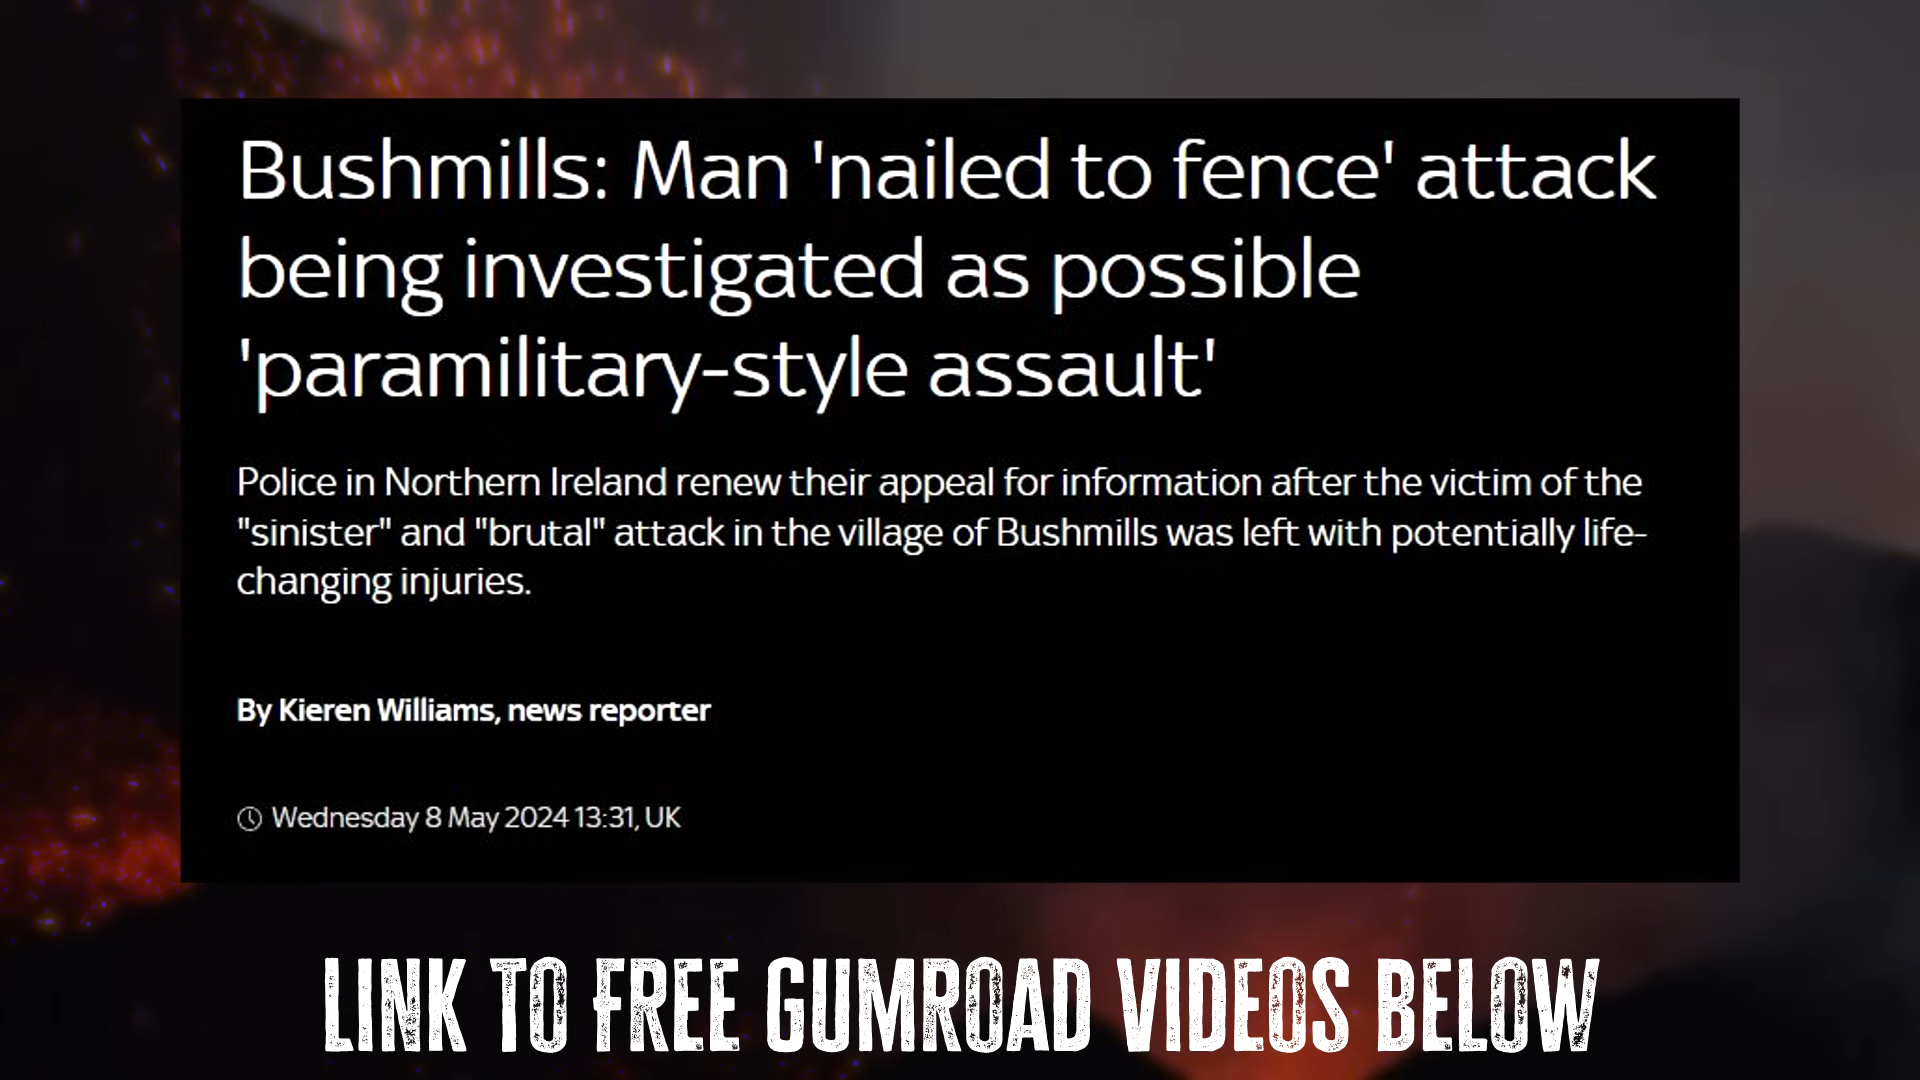 Bushmills: Man 'nailed to fence' attack
being investigated as possible
'paramilitary-style assault'
Police in Northern Ireland renew their appeal for information after the victim of the
"sinister" and "brutal" attack in the village of Bushmills was left with potentially life-
changing injuries.
By Kieren Williams, news reporter
Wednesday 8 May 2024 13:31, UK
LINK TO FREE GUMROAD VIDEOS BELOW